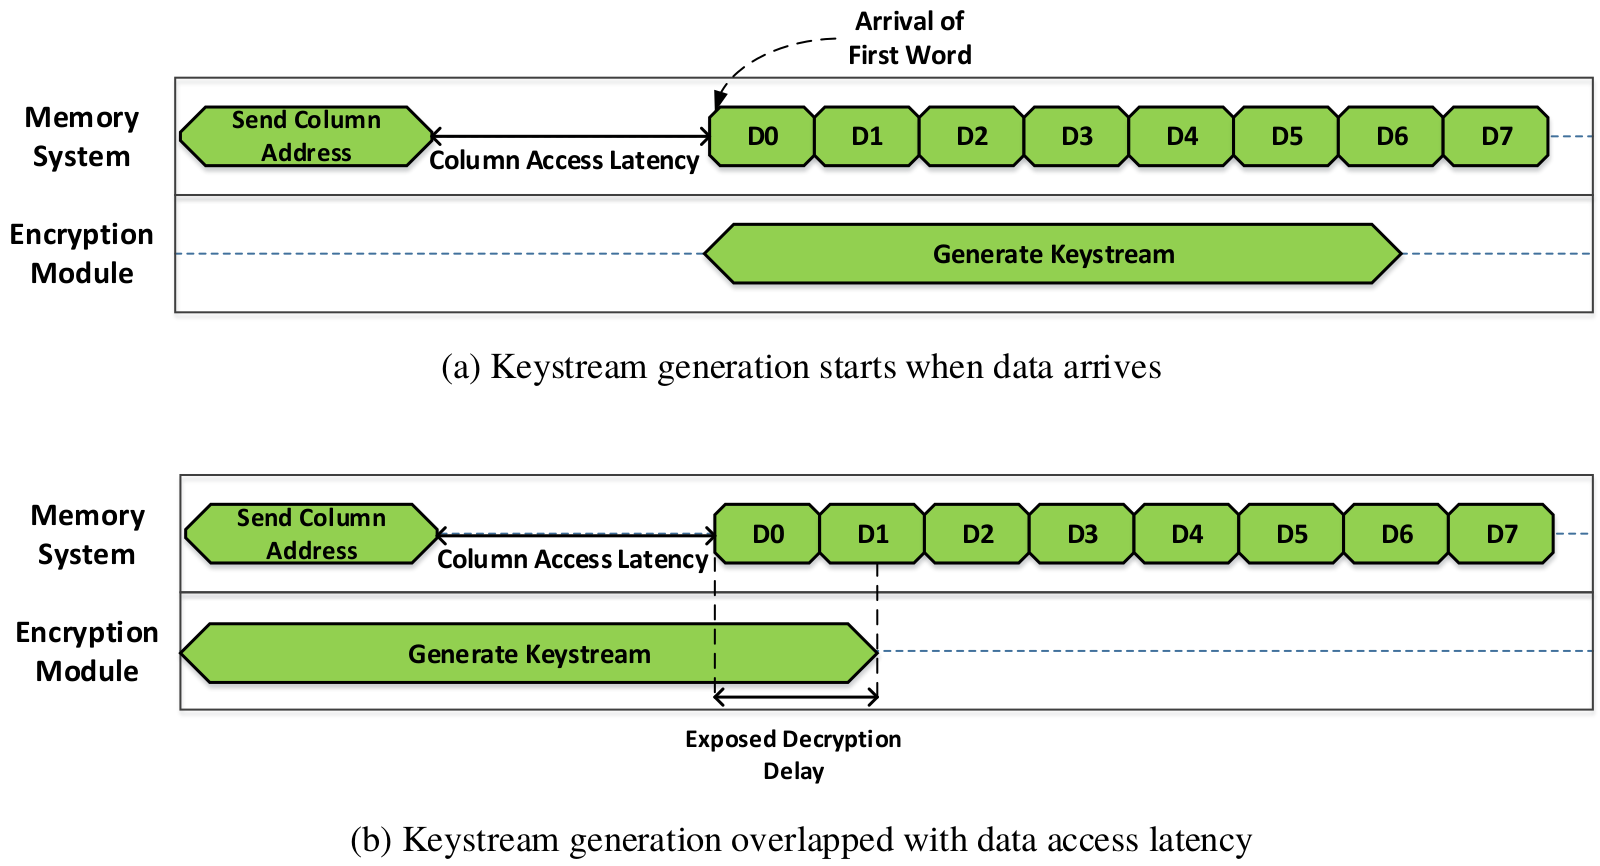 Arrival of
First Word
Memory
System
Send Column
Address
Column Access Latency
D0 D1 D2 D3 D4 D5 D6 D7
Encryption
Module
Generate Keystream
(a) Keystream generation starts when data arrives
Memory
System
Send Column
Address
Column Access Latency
D0 D1 D2 D3 D4 D5 D6 D7
Encryption
Module
Generate Keystream
Exposed Decryption
Delay
(b) Keystream generation overlapped with data access latency